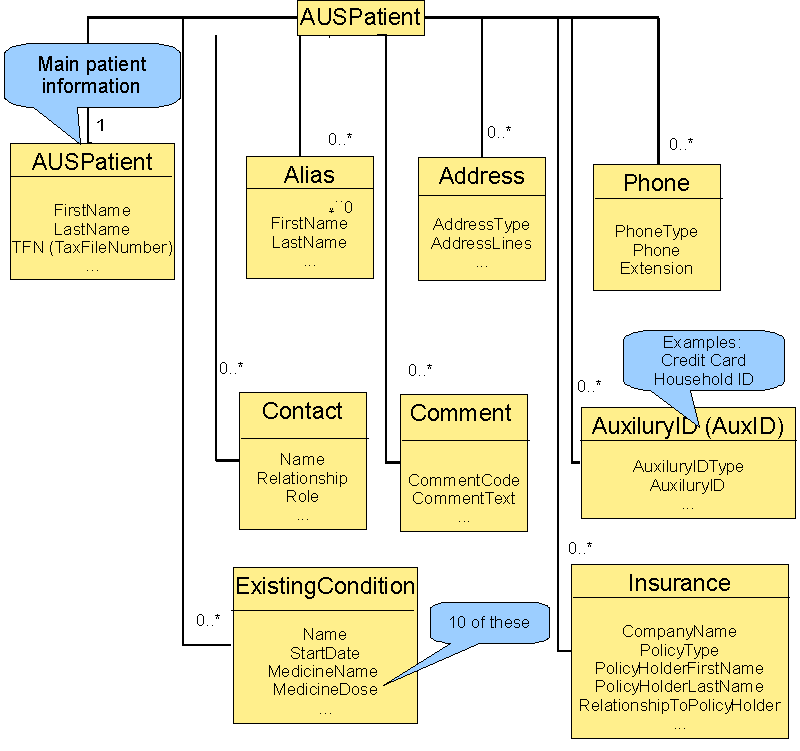 AUSPatient
Main patient
information
1
0..*
0..*
0..*
AUSPatient
FirstName
LastName
TFN (TaxFileNumber)
...
Alias
*..0
FirstName
LastName
...
Address
AddressType
AddressLines
...
Phone
PhoneType
Phone
Extension
0..*
0..*
Examples:
Credit Card
Household ID
0..*
Contact
Name
Relationship
Role
...
Comment
CommentCode
CommentText
...
AuxiluryID (AuxID)
AuxiluryIDType
AuxiluryID
...
0..*
0..*
ExistingCondition
Name
StartDate
MedicineName
MedicineDose
...
10 of these
Insurance
CompanyName
PolicyType
PolicyHolderFirstName
PolicyHolderLastName
RelationshipToPolicyHolder
...